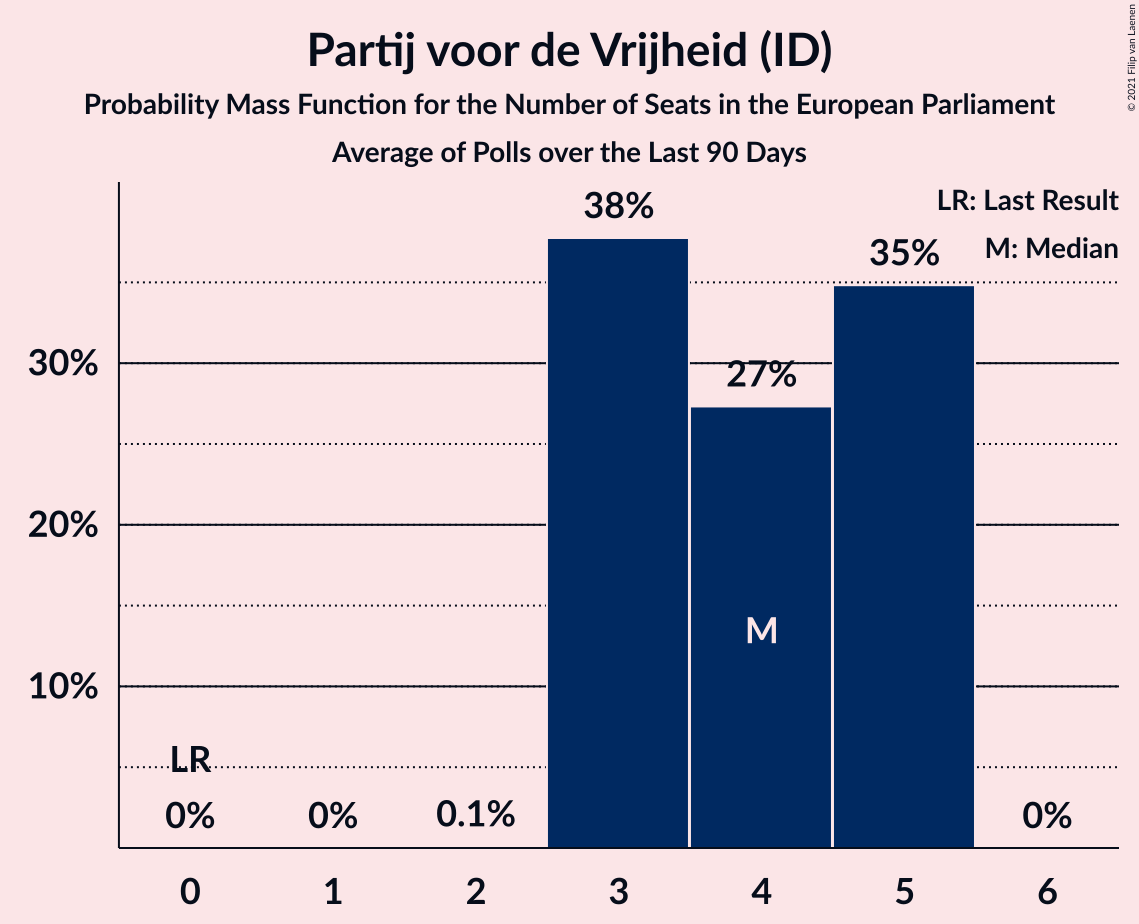 Partij voor de Vrijheid (ID)
Probability Mass Function for the Number of Seats in the European Parliament
Average of Polls over the Last 90 Days
© 2021 Filip van Laenen
LR: Last Result
M: Median
38%
35%
27%
30%
20%
10%
M
LR
0%
0%
0.1%
0%
0
1
2
3
4
5
6